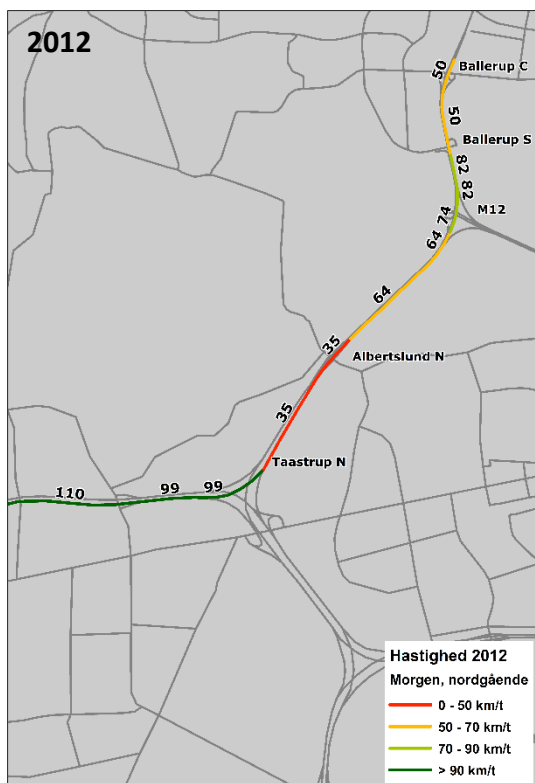 2012
50
Ballerup C
50
Ballerup S
82
82
74
M12
64
64
35
Albertslund N
35
Taastrup N
110
99
99
Hastighed 2012
Morgen, nordgående
0 - 50 km/t
50 - 70 km/t
70 - 90 km/t
> 90 km/t